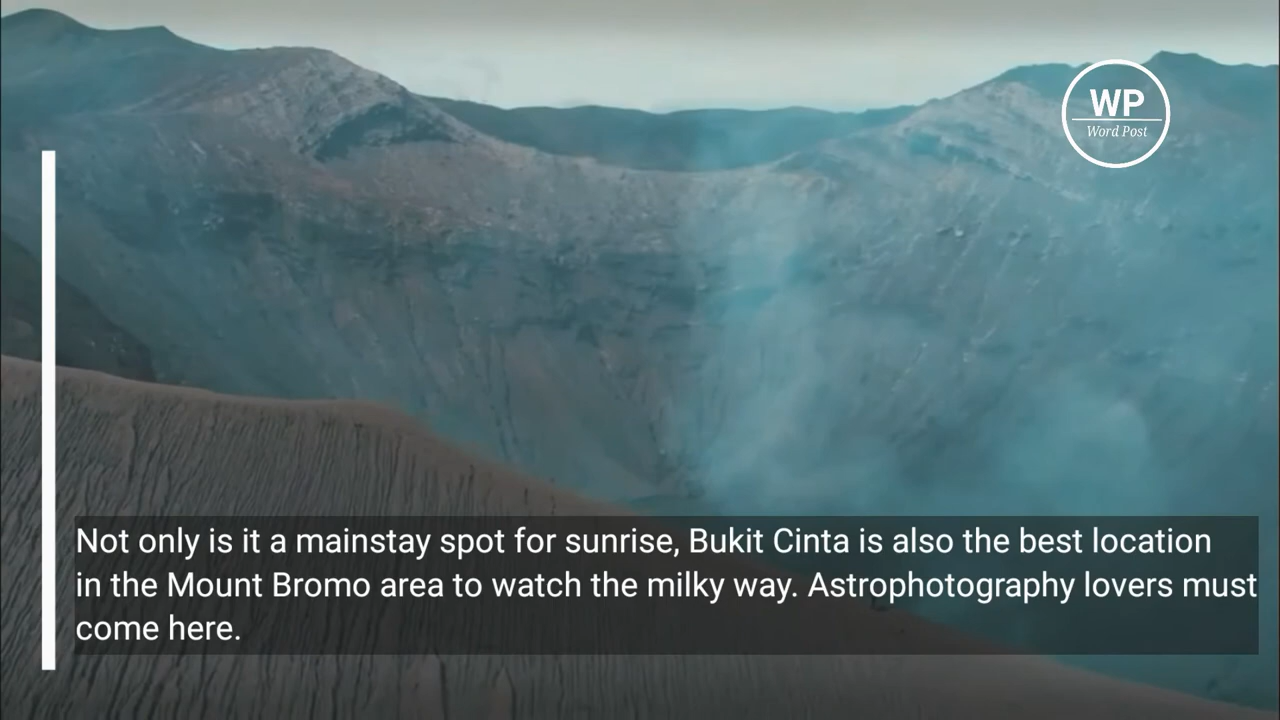 WP
Word Post
Not only is it a mainstay spot for sunrise, Bukit Cinta is also the best location
in the Mount Bromo area to watch the milky way. Astrophotography lovers must
come here.